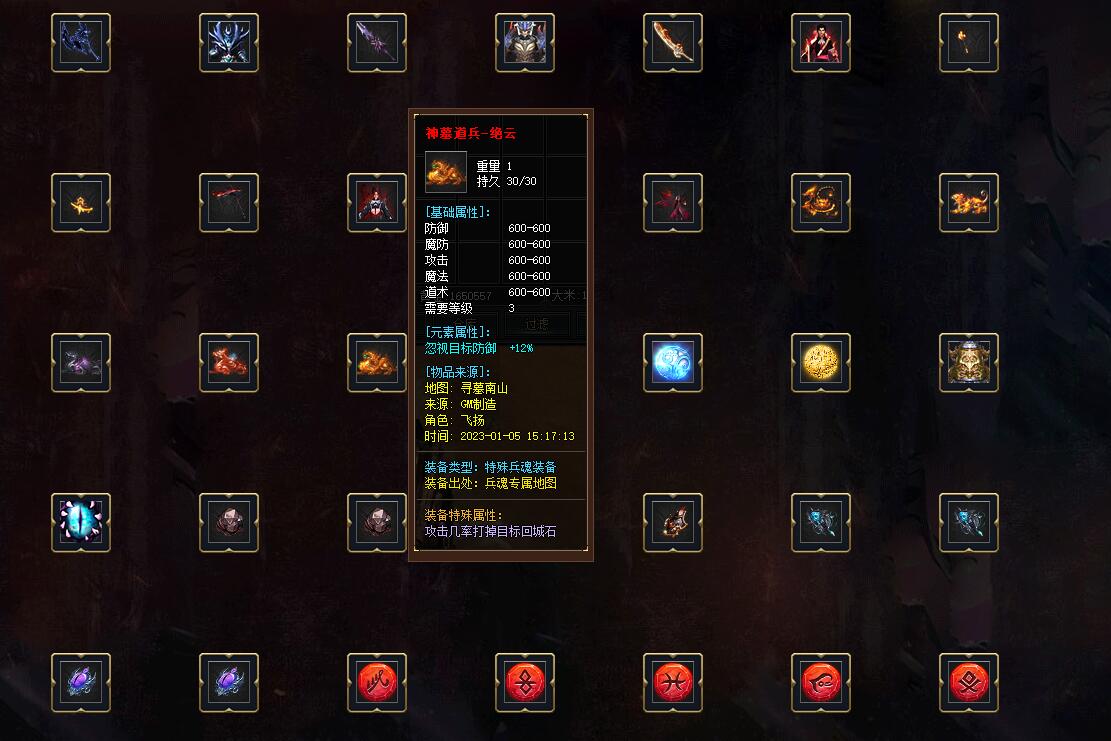 神墓道兵-绝云
重量 1
持久 30/30
[基础属性]:
防御 600-600
魔防 600-600
攻击 600-600
魔法 600-600
道术 600-600
1650557 大米:1
需要等级 3
过滤
[元素属性]:
忽视目标防御 +12%
[物品来源]:
地图: 寻墓南山
来源: GM制造
角色: 飞扬
时间: 2023-01-05 15:17:13
装备类型: 特殊兵魂装备
装备出处: 兵魂专属地图
装备特殊属性:
攻击几率打掉目标回城石